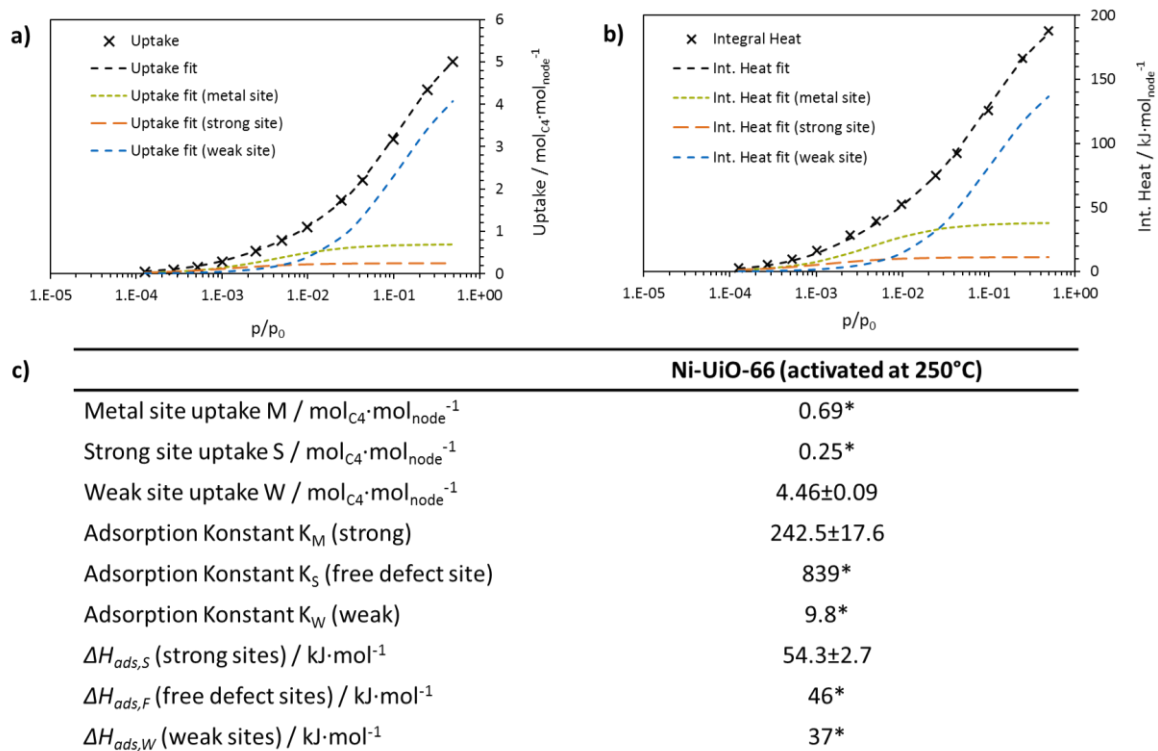 a)
× Uptake
Uptake fit
Uptake fit (metal site)
Uptake fit (strong site)
Uptake fit (weak site)
6
5
4
3
2
1
0
Uptake / mol_C4·mol_node^-1
1.E-05 1.E-04 1.E-03 1.E-02 1.E-01 1.E+00
p/p_0
b)
× Integral Heat
Int. Heat fit
Int. Heat fit (metal site)
Int. Heat fit (strong site)
Int. Heat fit (weak site)
200
150
100
50
0
Int. Heat / kJ·mol_node^-1
1.E-05 1.E-04 1.E-03 1.E-02 1.E-01 1.E+00
p/p_0
c)
Ni-UiO-66 (activated at 250°C)
Metal site uptake M / mol_C4·mol_node^-1 0.69*
Strong site uptake S / mol_C4·mol_node^-1 0.25*
Weak site uptake W / mol_C4·mol_node^-1 4.46±0.09
Adsorption Konstant K_M (strong) 242.5±17.6
Adsorption Konstant K_S (free defect site) 839*
Adsorption Konstant K_W (weak) 9.8*
ΔH_ads,S (strong sites) / kJ·mol^-1 54.3±2.7
ΔH_ads,F (free defect sites) / kJ·mol^-1 46*
ΔH_ads,W (weak sites) / kJ·mol^-1 37*